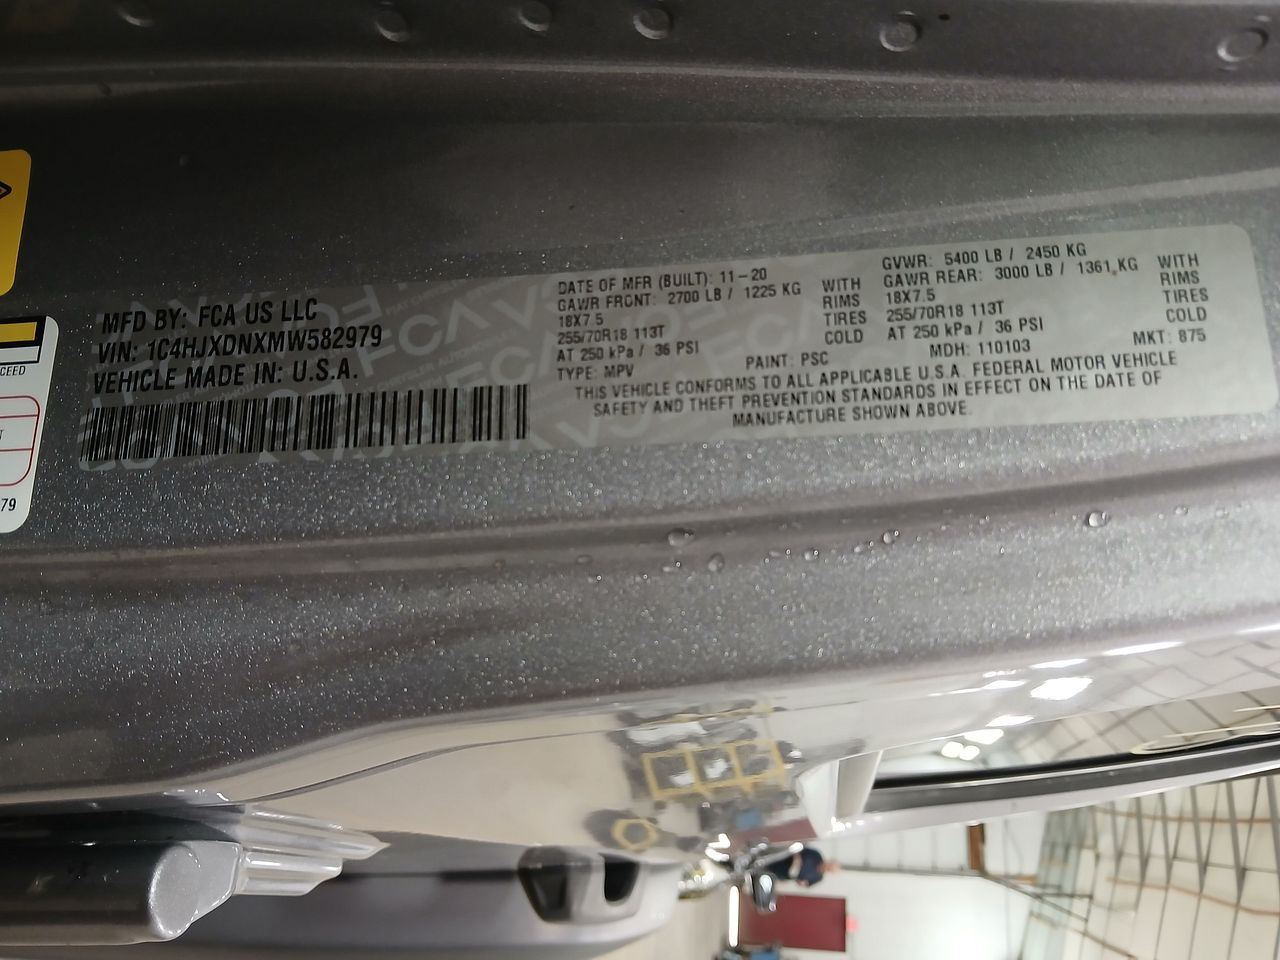 MFD BY: FCA US LLC
VIN: 1C4HJXDNXMW582979
VEHICLE MADE IN: U.S.A.
DATE OF MFR (BUILT): 11-20
GAWR FRONT: 2700 LB / 1225 KG WITH
18X7.5 RIMS
255/70R18 113T TIRES
AT 250 kPa / 36 PSI COLD
TYPE: MPV
PAINT: PSC
GVWR: 5400 LB / 2450 KG
GAWR REAR: 3000 LB / 1361 KG WITH
18X7.5 RIMS
255/70R18 113T TIRES
AT 250 kPa / 36 PSI COLD
MDH: 110103 MKT: 875
THIS VEHICLE CONFORMS TO ALL APPLICABLE U.S.A. FEDERAL MOTOR VEHICLE
SAFETY AND THEFT PREVENTION STANDARDS IN EFFECT ON THE DATE OF
MANUFACTURE SHOWN ABOVE.
79